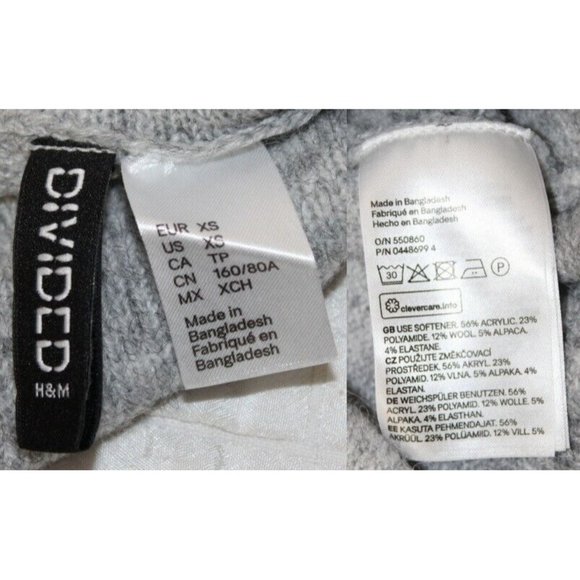 DIVIDED
H&M
EUR XS
US XS
CA TP
CN 160/80A
MX XCH
Made in
Bangladesh
Fabriqué en
Bangladesh
Made in Bangladesh
Fabriqué en Bangladesh
Hecho en Bangladesh
O/N 550860
P/N 0448699 4
30
P
clevercare.info
GB USE SOFTENER. 56% ACRYLIC. 23%
POLYAMIDE. 12% WOOL. 5% ALPACA.
4% ELASTANE.
CZ POUŽIJTE ZMĚKČOVACÍ
PROSTŘEDEK. 56% AKRYL. 23%
POLYAMID. 12% VLNA. 5% ALPAKA. 4%
ELASTAN.
DE WEICHSPÜLER BENUTZEN. 56%
ACRYL. 23% POLYAMID. 12% WOLLE. 5%
ALPAKA. 4% ELASTHAN.
EE KASUTA PEHMENDAJAT. 56%
AKRÜÜL. 23% POLÜAMIID. 12% VILL. 5%